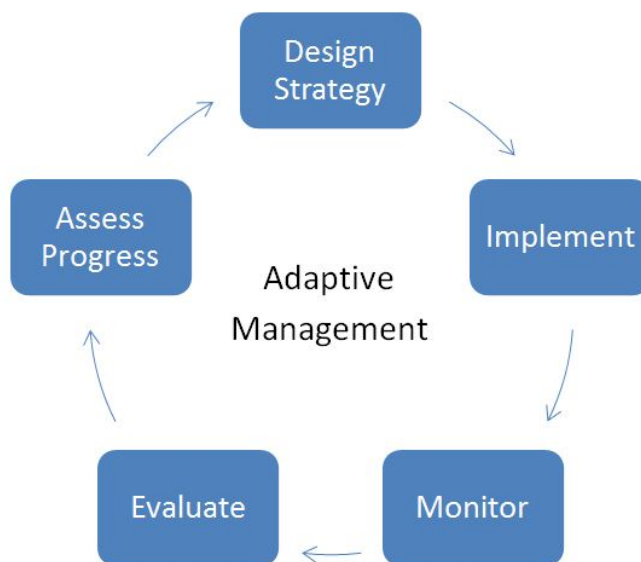 Design
Strategy
Implement
Monitor
Evaluate
Assess
Progress
Adaptive
Management